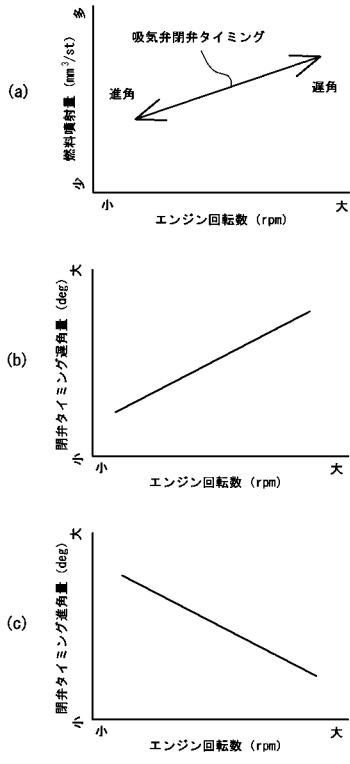 (a)
燃料噴射量 (mm³/st)
多
少
吸気弁閉弁タイミング
進角
遅角
小
大
エンジン回転数 (rpm)
(b)
閉弁タイミング遅角量 (deg)
大
小
小
大
エンジン回転数 (rpm)
(c)
閉弁タイミング進角量 (deg)
大
小
小
大
エンジン回転数 (rpm)